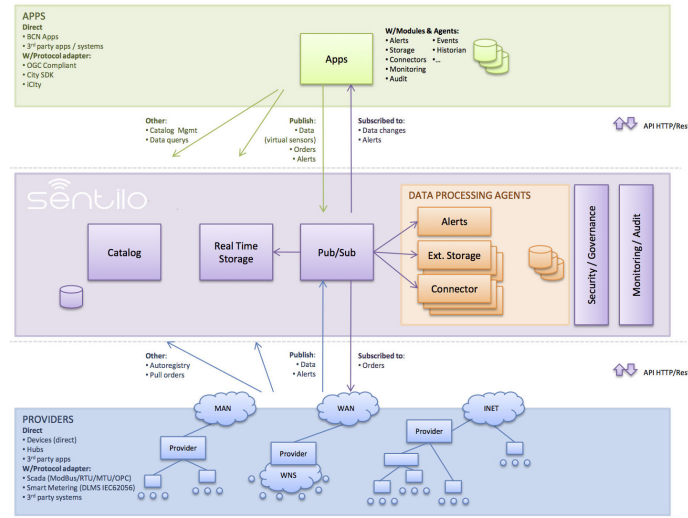 APPS
Direct
• BCN Apps
• 3rd party apps / systems
W/Protocol adapter:
• OGC Compliant
• City SDK
• iCity
Apps
W/Modules & Agents:
• Alerts • Events
• Storage • Historian
• Connectors •...
• Monitoring
• Audit
Other:
• Catalog Mgmt
• Data querys
Publish:
• Data
(virtual sensors)
• Orders
• Alerts
Subscribed to:
• Data changes
• Alerts
API HTTP/Res
sentilo
Catalog
Real Time
Storage
Pub/Sub
DATA PROCESSING AGENTS
Alerts
Ext. Storage
Connector
Security / Governance
Monitoring / Audit
Other:
• Autoregistry
• Pull orders
Publish:
• Data
• Alerts
Subscribed to:
• Orders
API HTTP/Res
PROVIDERS
Direct
• Devices (direct)
• Hubs
• 3rd party apps
W/Protocol adapter:
• Scada (ModBus/RTU/MTU/OPC)
• Smart Metering (DLMS IEC62056)
• 3rd party systems
MAN
Provider
WAN
Provider
WNS
INET
Provider